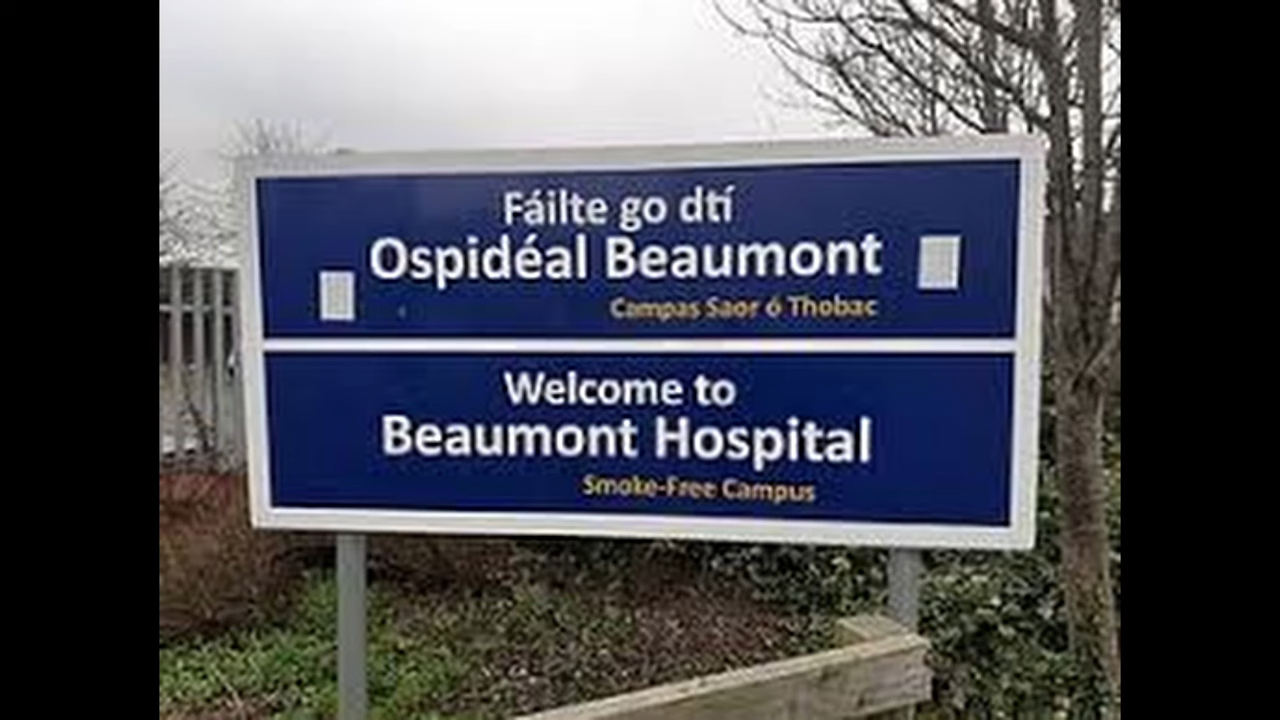 Fáilte go dtí
Ospidéal Beaumont
Campas Saor ó Thobac
Welcome to
Beaumont Hospital
Smoke-Free Campus